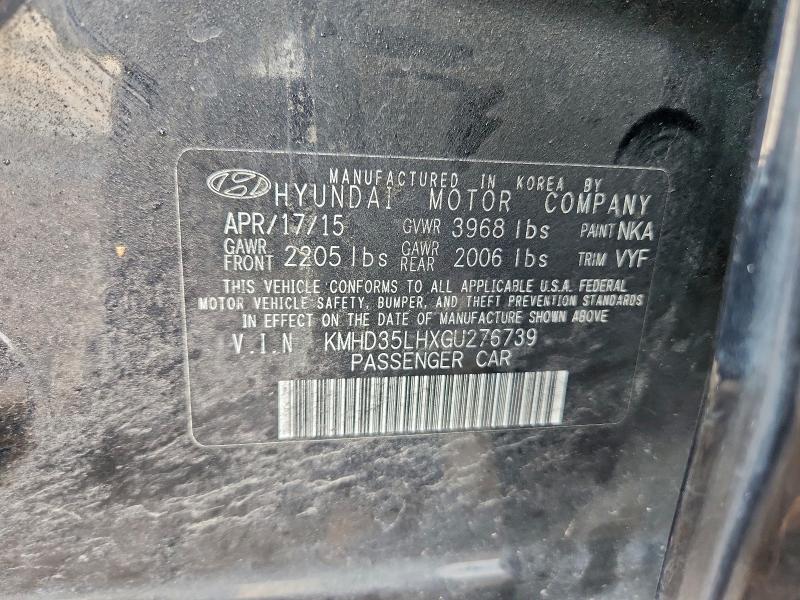 MANUFACTURED IN KOREA BY
HYUNDAI MOTOR COMPANY
APR/17/15 GVWR 3968 lbs PAINT NKA
GAWR FRONT 2205 lbs GAWR REAR 2006 lbs TRIM VYF
THIS VEHICLE CONFORMS TO ALL APPLICABLE U.S.A. FEDERAL
MOTOR VEHICLE SAFETY, BUMPER, AND THEFT PREVENTION STANDARDS
IN EFFECT ON THE DATE OF MANUFACTURE SHOWN ABOVE
V.I.N KMHD35LHXGU276739
PASSENGER CAR